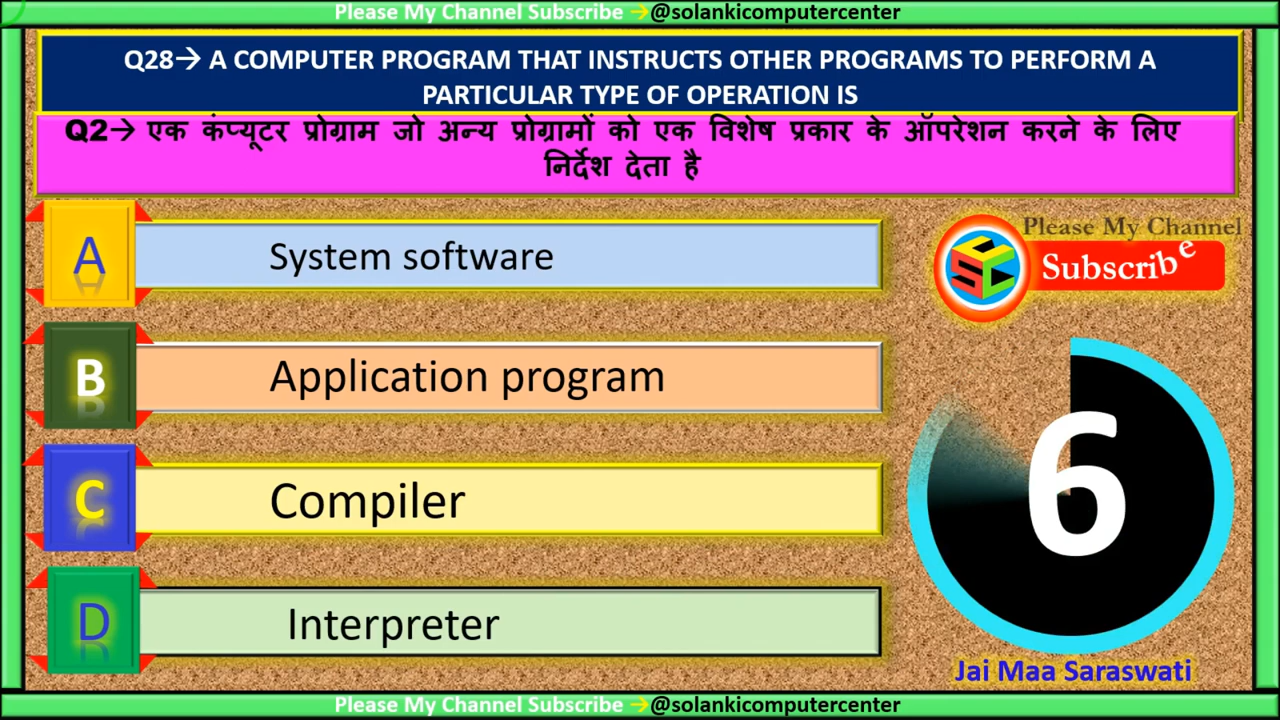 Please My Channel Subscribe →@solankicomputercenter
Q28→ A COMPUTER PROGRAM THAT INSTRUCTS OTHER PROGRAMS TO PERFORM A
PARTICULAR TYPE OF OPERATION IS
Q2→ एक कंप्यूटर प्रोग्राम जो अन्य प्रोग्रामों को एक विशेष प्रकार के ऑपरेशन करने के लिए
निर्देश देता है
A System software
B Application program
C Compiler
D Interpreter
Please My Channel
SCC Subscribe
6
Jai Maa Saraswati
Please My Channel Subscribe →@solankicomputercenter